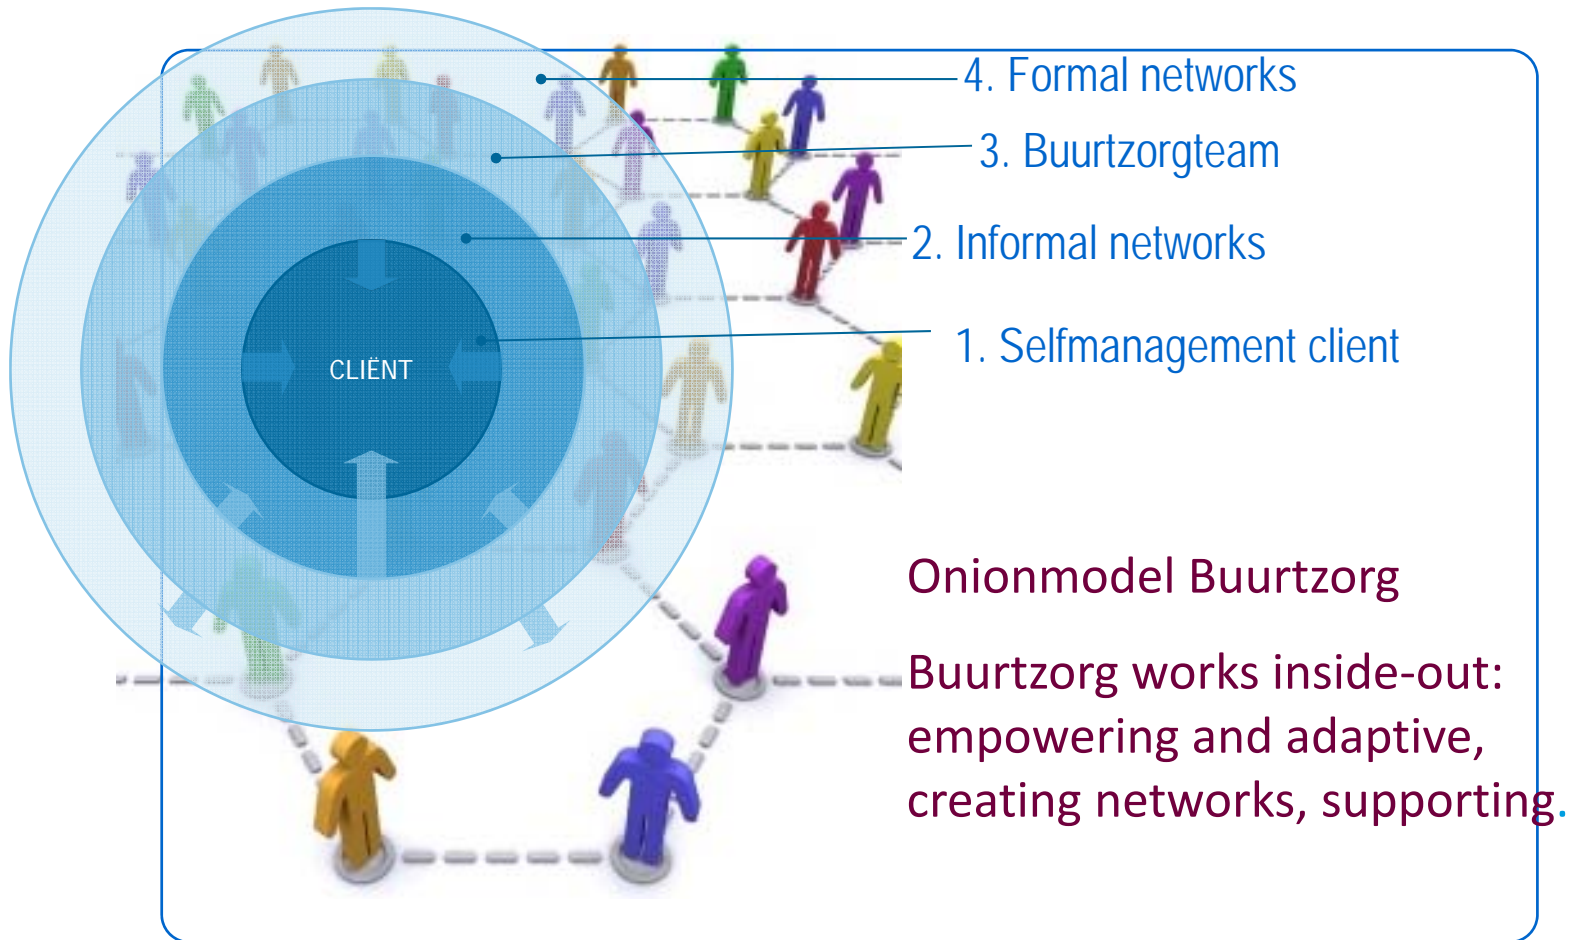 4. Formal networks
3. Buurtzorgteam
2. Informal networks
1. Selfmanagement client
CLIËNT
Onionmodel Buurtzorg
Buurtzorg works inside-out:
empowering and adaptive,
creating networks, supporting.